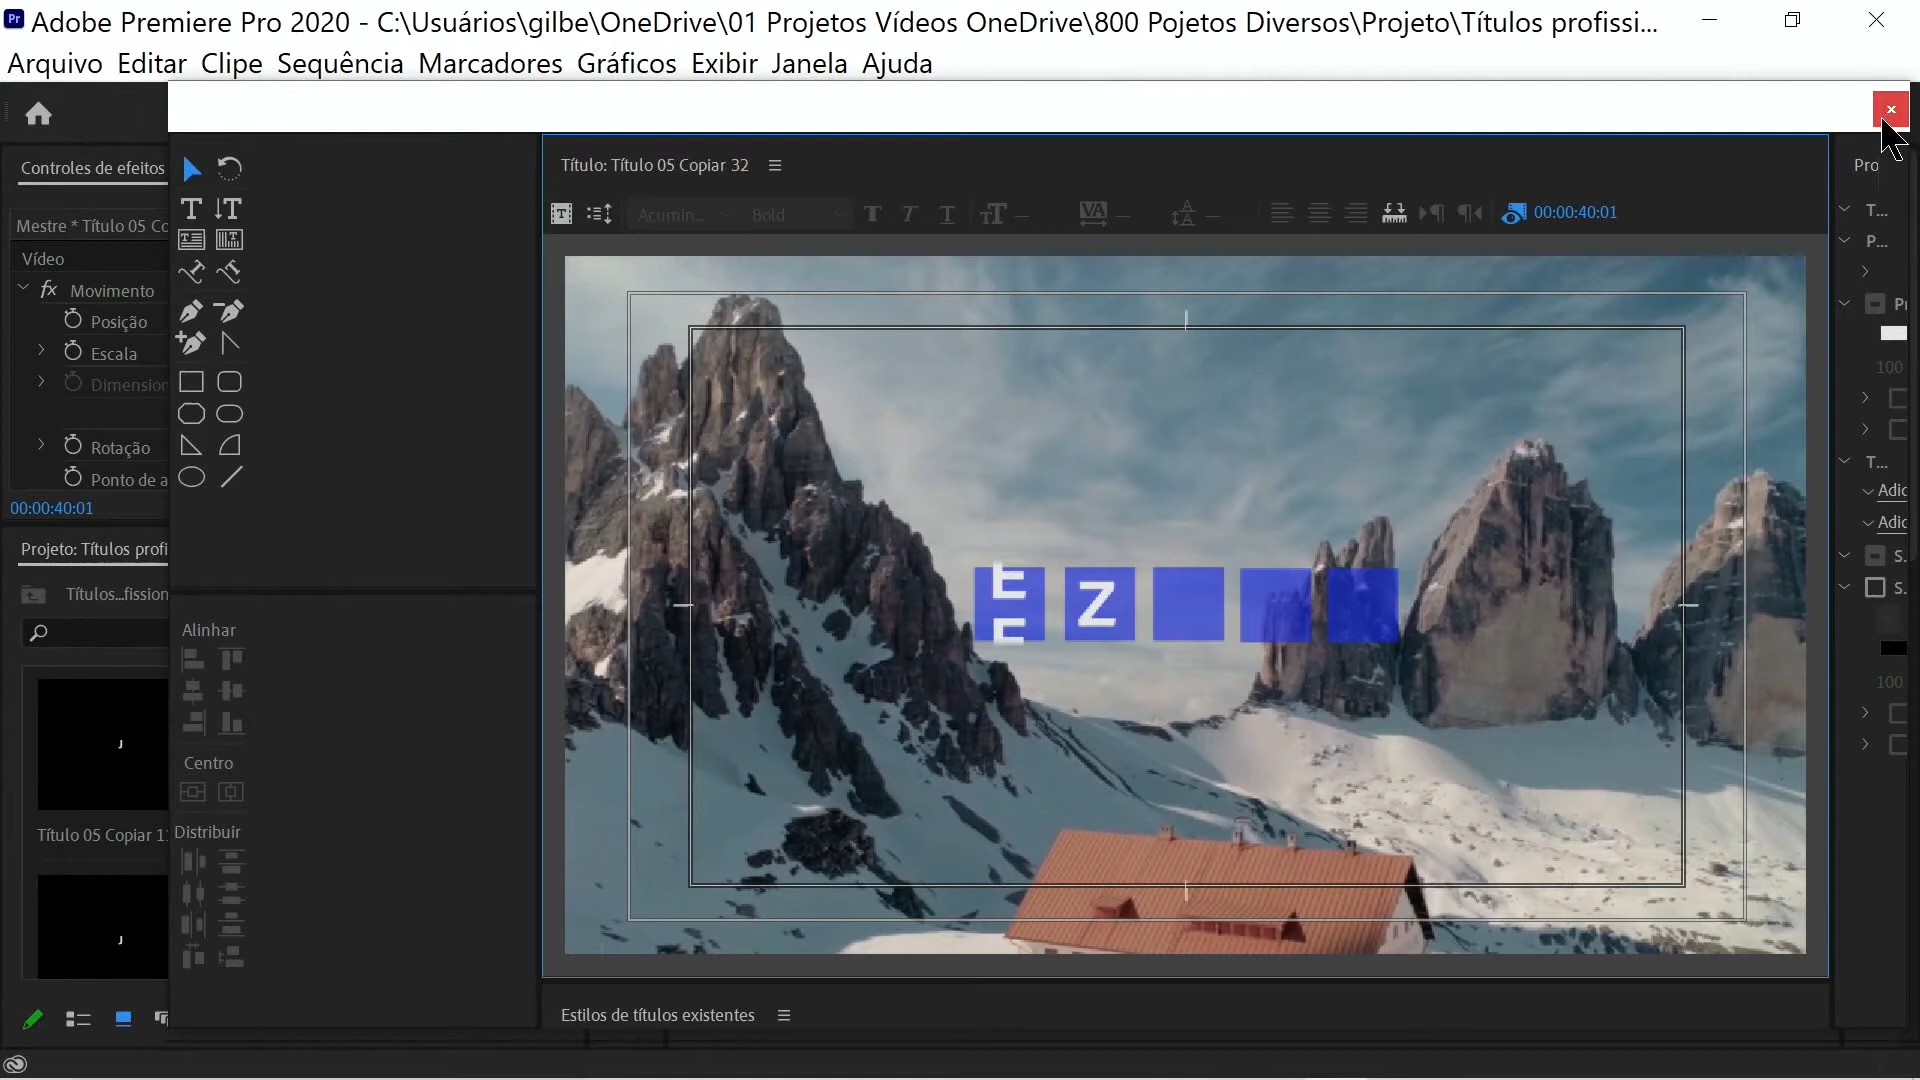 Adobe Premiere Pro 2020 - C:\Usuários\gilbe\OneDrive\01 Projetos Vídeos OneDrive\800 Pojetos Diversos\Projeto\Títulos profissi...
Arquivo Editar Clipe Sequência Marcadores Gráficos Exibir Janela Ajuda
Controles de efeitos
Mestre * Título 05 Co
Vídeo
fx Movimento
Posição
Escala
Dimension
Rotação
Ponto de a
00:00:40:01
Projeto: Títulos profi
Títulos...fission
Título 05 Copiar 11
Alinhar
Centro
Distribuir
Título: Título 05 Copiar 32
Acumin... Bold
00:00:40:01
E Z
Estilos de títulos existentes
Pro
T...
P...
Pr
100
T...
Adic
Adic
S.
S.
100